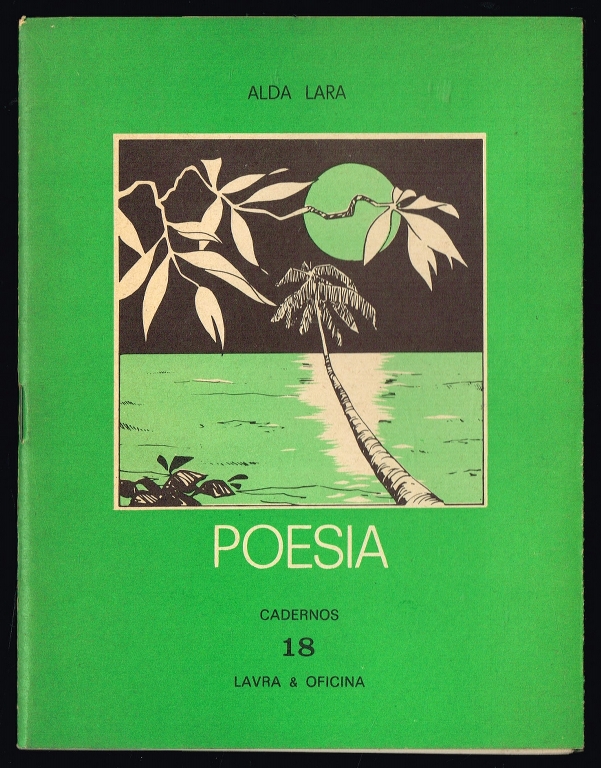 ALDA LARA
POESIA
CADERNOS
18
LAVRA & OFICINA